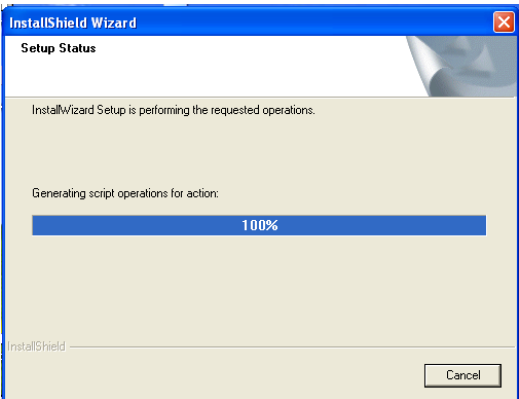 InstallShield Wizard
Setup Status
InstallWizard Setup is performing the requested operations.
Generating script operations for action:
100%
InstallShield
Cancel